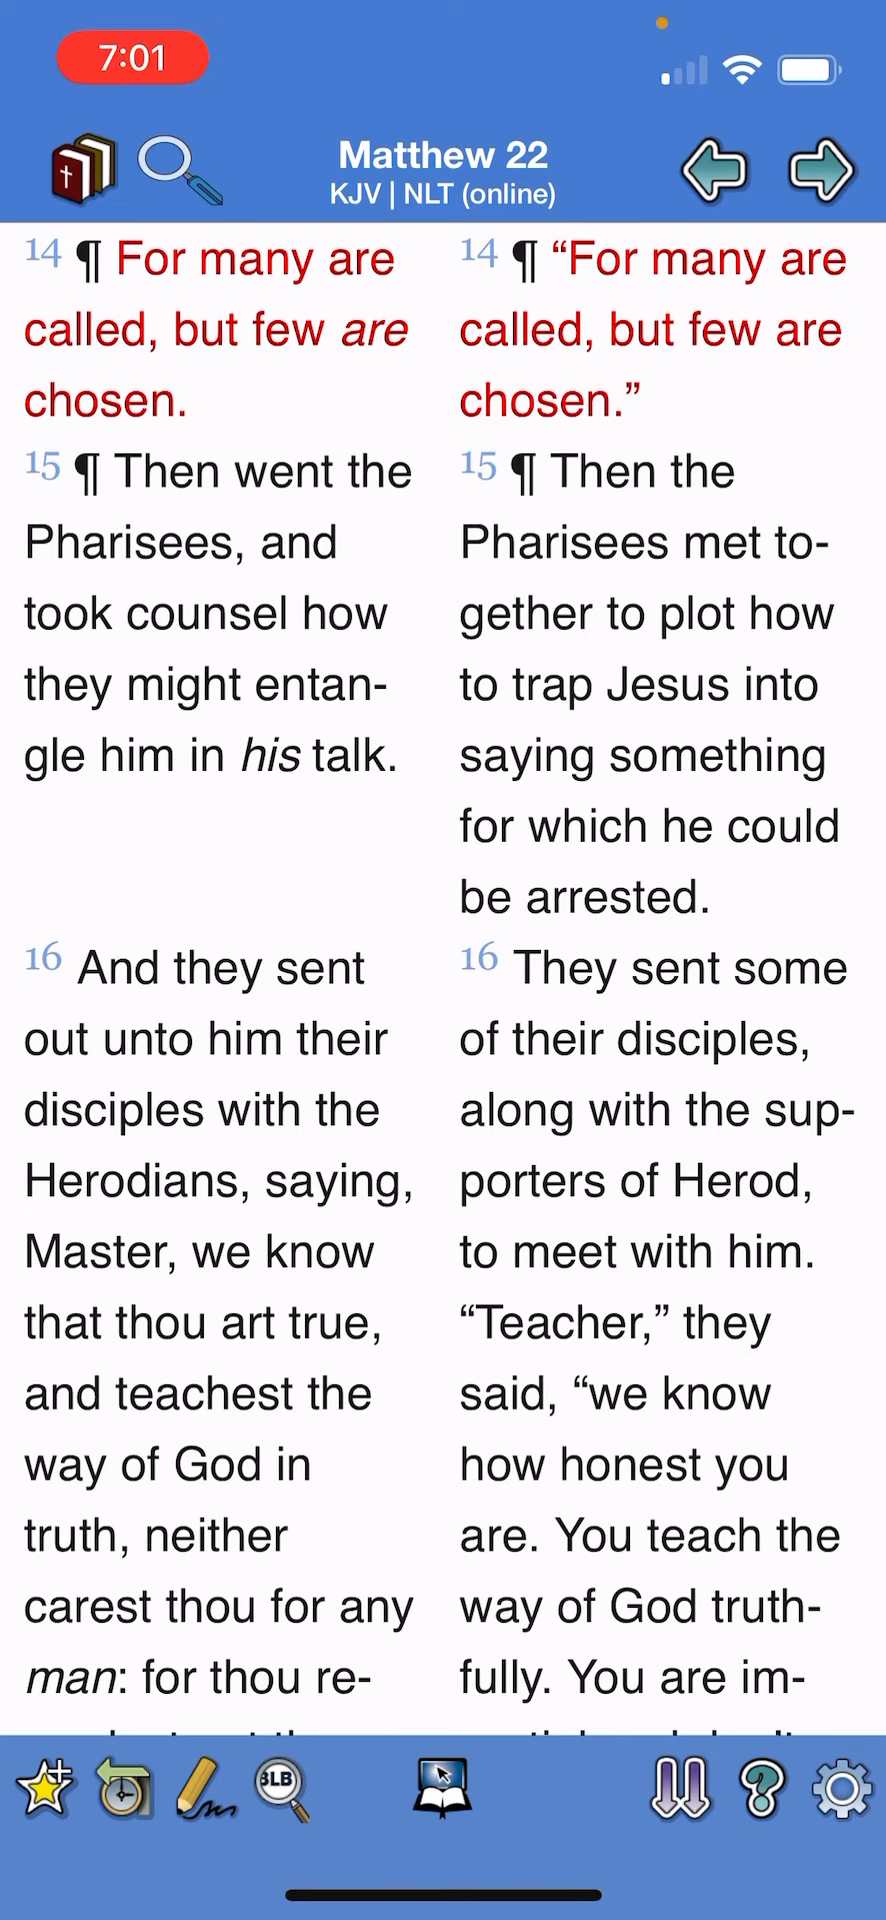 7:01
Matthew 22
KJV | NLT (online)
14 ¶ For many are
called, but few are
chosen.
15 ¶ Then went the
Pharisees, and
took counsel how
they might entan-
gle him in his talk.
16 And they sent
out unto him their
disciples with the
Herodians, saying,
Master, we know
that thou art true,
and teachest the
way of God in
truth, neither
carest thou for any
man: for thou re-
14 ¶ “For many are
called, but few are
chosen.”
15 ¶ Then the
Pharisees met to-
gether to plot how
to trap Jesus into
saying something
for which he could
be arrested.
16 They sent some
of their disciples,
along with the sup-
porters of Herod,
to meet with him.
“Teacher,” they
said, “we know
how honest you
are. You teach the
way of God truth-
fully. You are im-
BLB